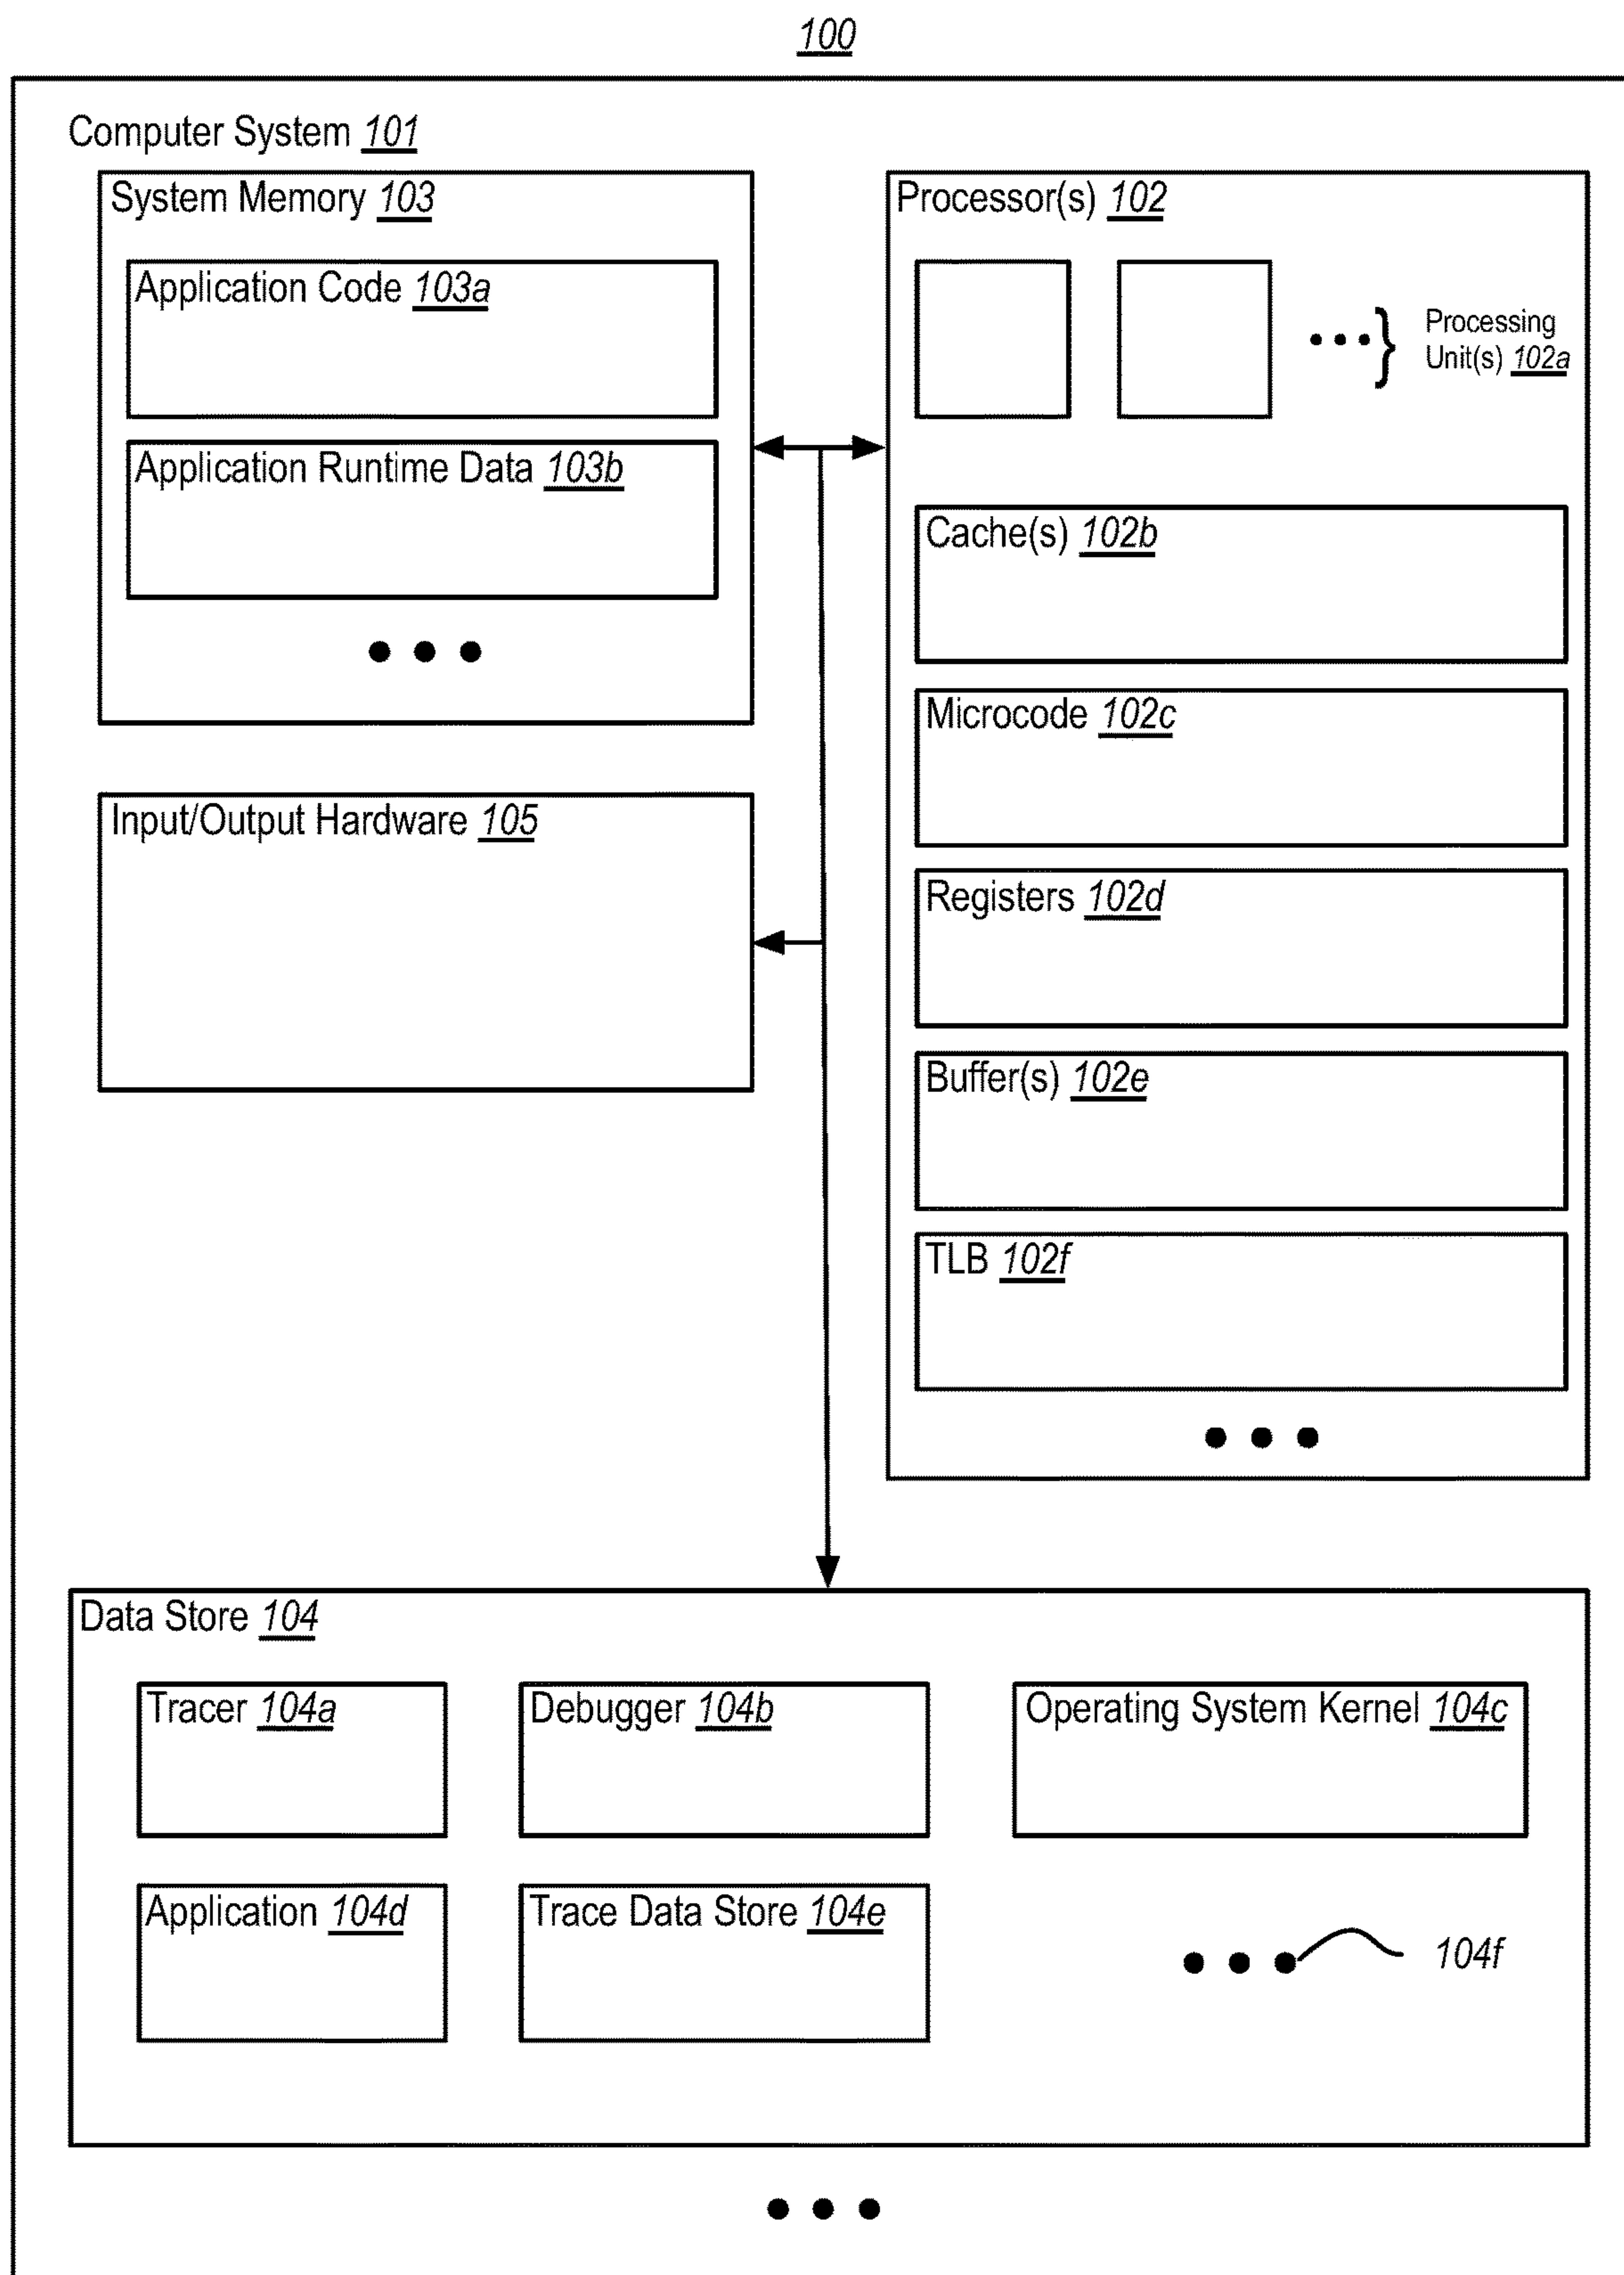 100
Computer System 101
System Memory 103
Application Code 103a
Application Runtime Data 103b
Input/Output Hardware 105
Processor(s) 102
Processing
Unit(s) 102a
Cache(s) 102b
Microcode 102c
Registers 102d
Buffer(s) 102e
TLB 102f
Data Store 104
Tracer 104a
Debugger 104b
Operating System Kernel 104c
Application 104d
Trace Data Store 104e
104f